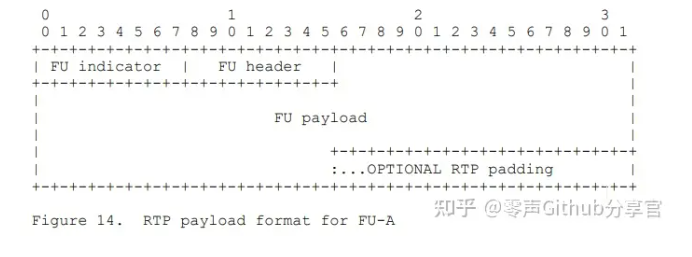 0                   1                   2                   3
0 1 2 3 4 5 6 7 8 9 0 1 2 3 4 5 6 7 8 9 0 1 2 3 4 5 6 7 8 9 0 1
+-+-+-+-+-+-+-+-+-+-+-+-+-+-+-+-+-+-+-+-+-+-+-+-+-+-+-+-+-+-+-+-+
| FU indicator  |   FU header   |                               |
+-+-+-+-+-+-+-+-+-+-+-+-+-+-+-+-+                               |
|                                                               |
|                         FU payload                            |
|                                                               |
|                               +-+-+-+-+-+-+-+-+-+-+-+-+-+-+-+-+
|                               :...OPTIONAL RTP padding        |
+-+-+-+-+-+-+-+-+-+-+-+-+-+-+-+-+-+-+-+-+-+-+-+-+-+-+-+-+-+-+-+-+
Figure 14.  RTP payload format for FU-A
知乎 @零声Github分享官